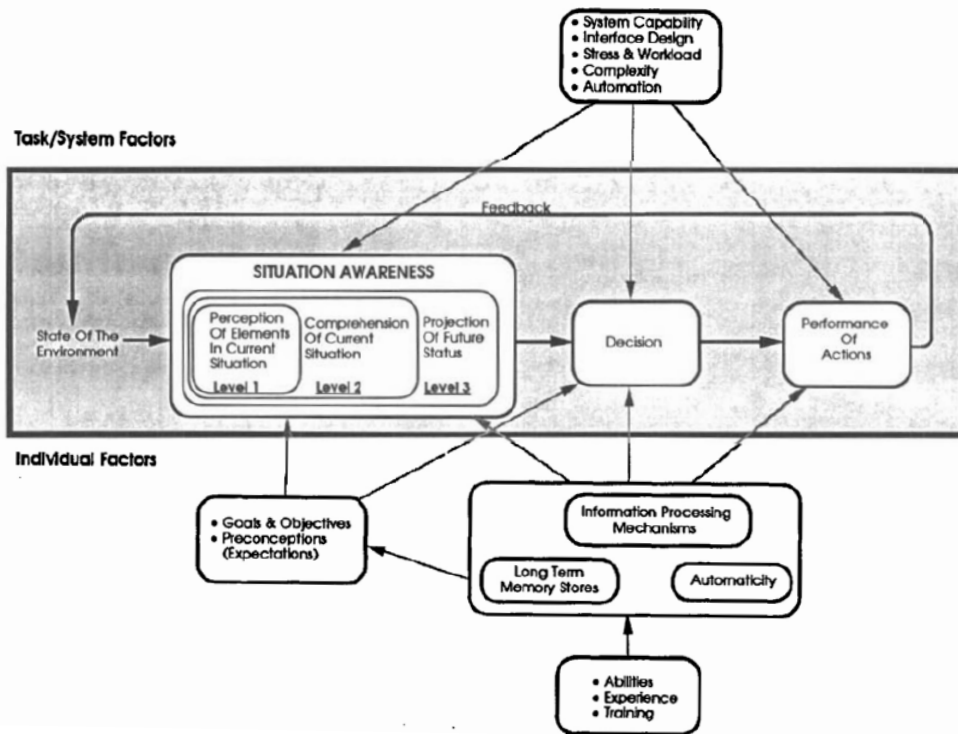 • System Capability
• Interface Design
• Stress & Workload
• Complexity
• Automation
Task/System Factors
Feedback
SITUATION AWARENESS
State Of The
Environment
Perception
Of Elements
In Current
Situation
Level 1
Comprehension
Of Current
Situation
Level 2
Projection
Of Future
Status
Level 3
Decision
Performance
Of
Actions
Individual Factors
• Goals & Objectives
• Preconceptions
(Expectations)
Information Processing
Mechanisms
Long Term
Memory Stores
Automaticity
• Abilities
• Experience
• Training